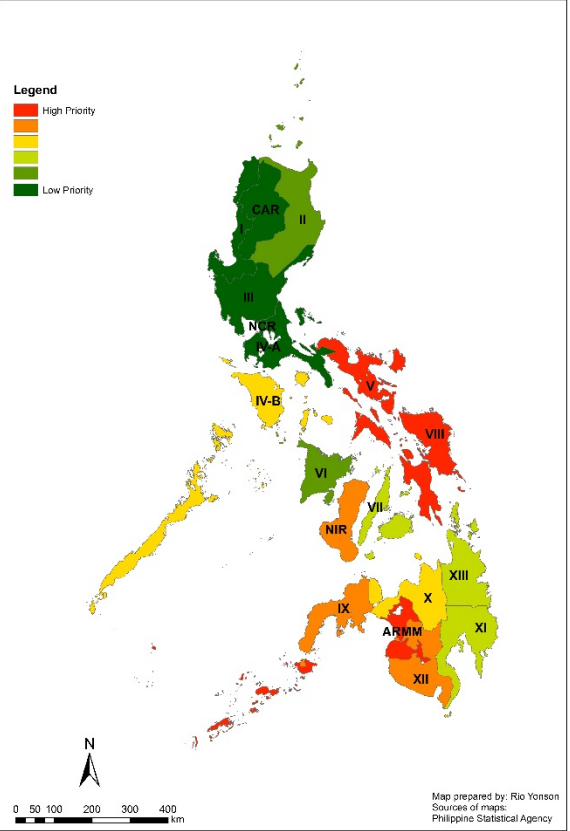 Legend
High Priority
Low Priority
CAR
I
II
III
NCR
IV-A
V
IV-B
VIII
VI
VII
NIR
XIII
X
IX
XI
ARMM
XII
N
0 50 100 200 300 400
km
Map prepared by: Rio Yonson
Sources of maps:
Philippine Statistical Agency